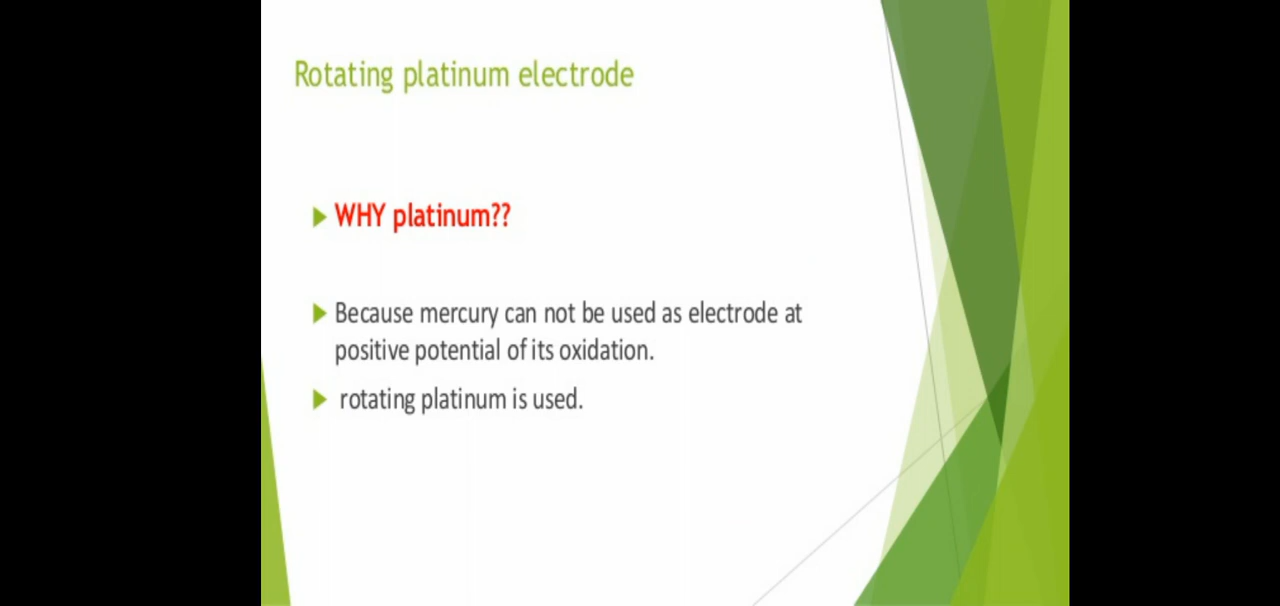 Rotating platinum electrode
WHY platinum??
Because mercury can not be used as electrode at
positive potential of its oxidation.
rotating platinum is used.